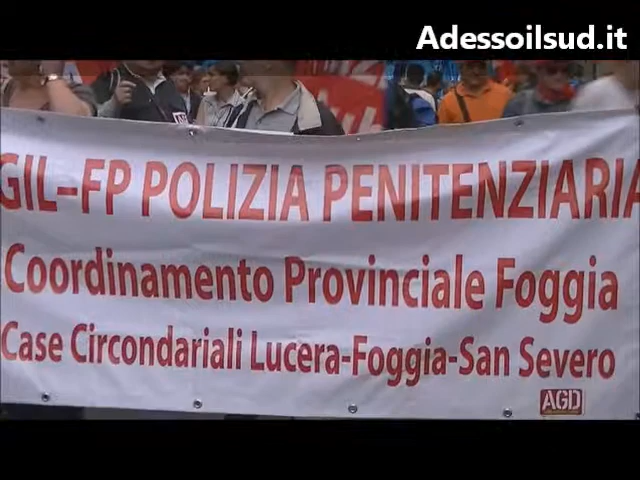 Adessoilsud.it
GIL-FP POLIZIA PENITENZIARIA
Coordinamento Provinciale Foggia
Case Circondariali Lucera-Foggia-San Severo
AGD